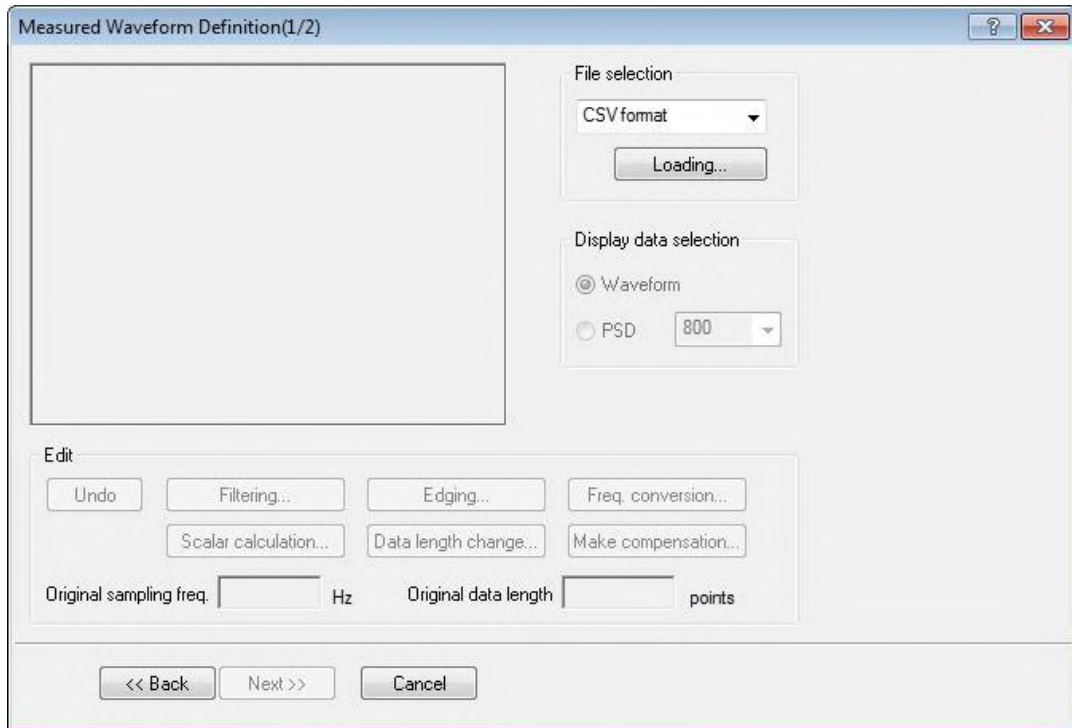 Measured Waveform Definition(1/2)
File selection
CSV format
Loading...
Display data selection
Waveform
PSD 800
Edit
Undo Filtering... Edging... Freq. conversion...
Scalar calculation... Data length change... Make compensation...
Original sampling freq. Hz Original data length points
<< Back Next >> Cancel